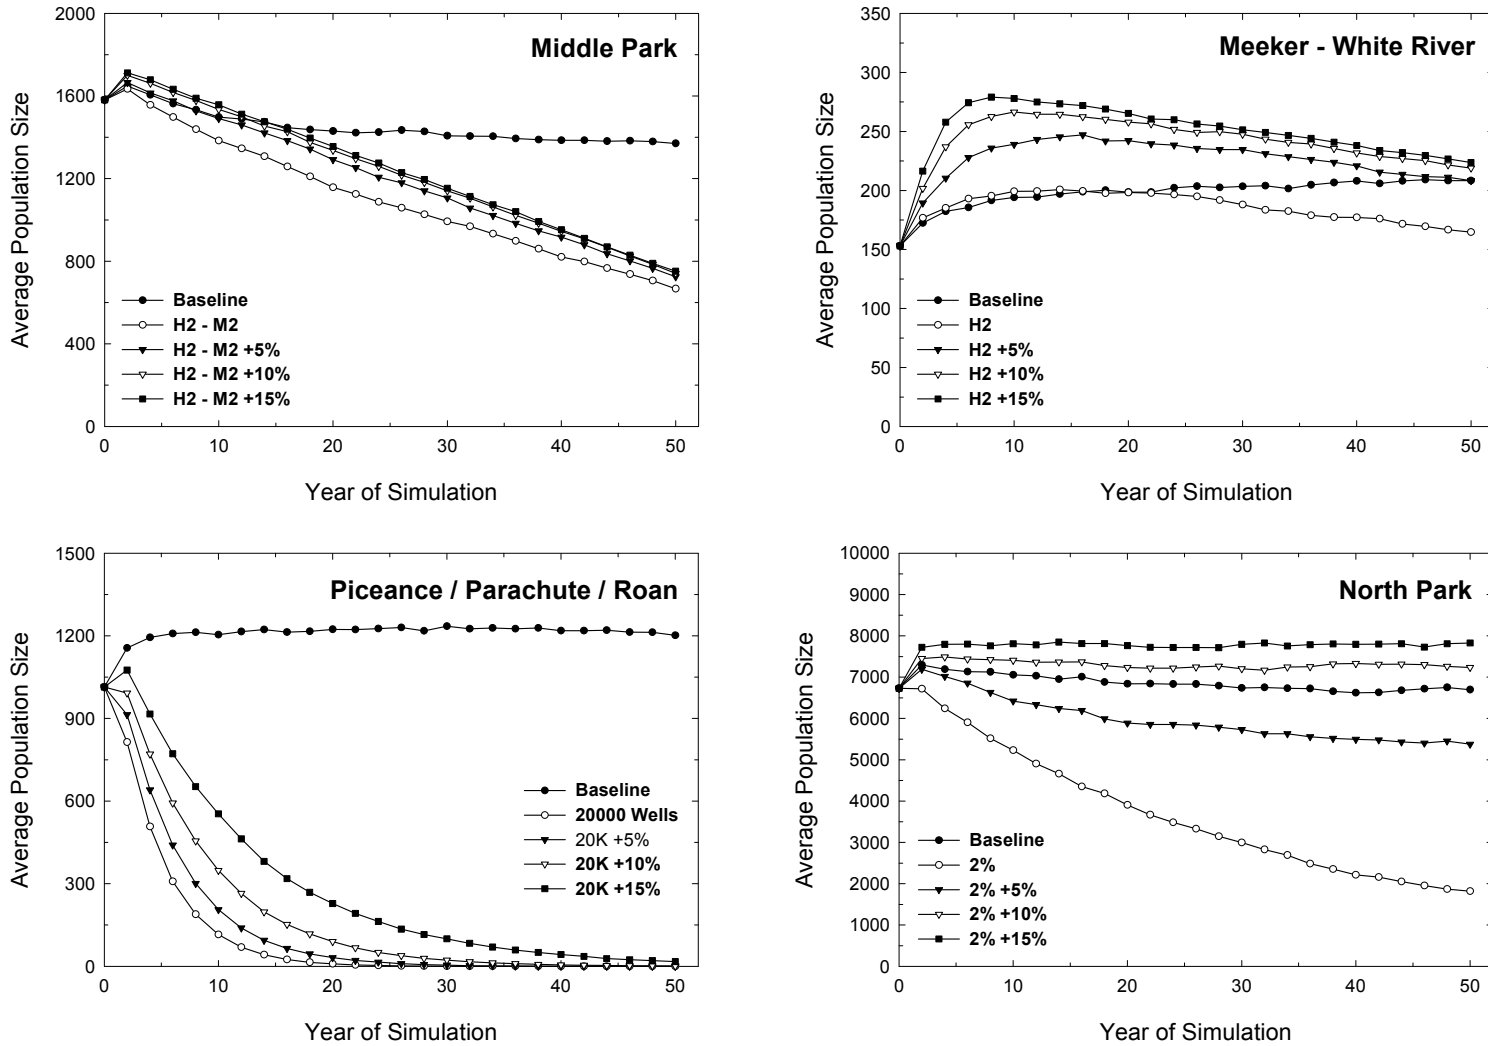 Middle Park
Average Population Size
2000
1600
1200
800
400
0
Baseline
H2 - M2
H2 - M2 +5%
H2 - M2 +10%
H2 - M2 +15%
0 10 20 30 40 50
Year of Simulation
Meeker - White River
Average Population Size
350
300
250
200
150
100
50
0
Baseline
H2
H2 +5%
H2 +10%
H2 +15%
0 10 20 30 40 50
Year of Simulation
Piceance / Parachute / Roan
Average Population Size
1500
1200
900
600
300
0
Baseline
20000 Wells
20K +5%
20K +10%
20K +15%
0 10 20 30 40 50
Year of Simulation
North Park
Average Population Size
10000
9000
8000
7000
6000
5000
4000
3000
2000
1000
0
Baseline
2%
2% +5%
2% +10%
2% +15%
0 10 20 30 40 50
Year of Simulation